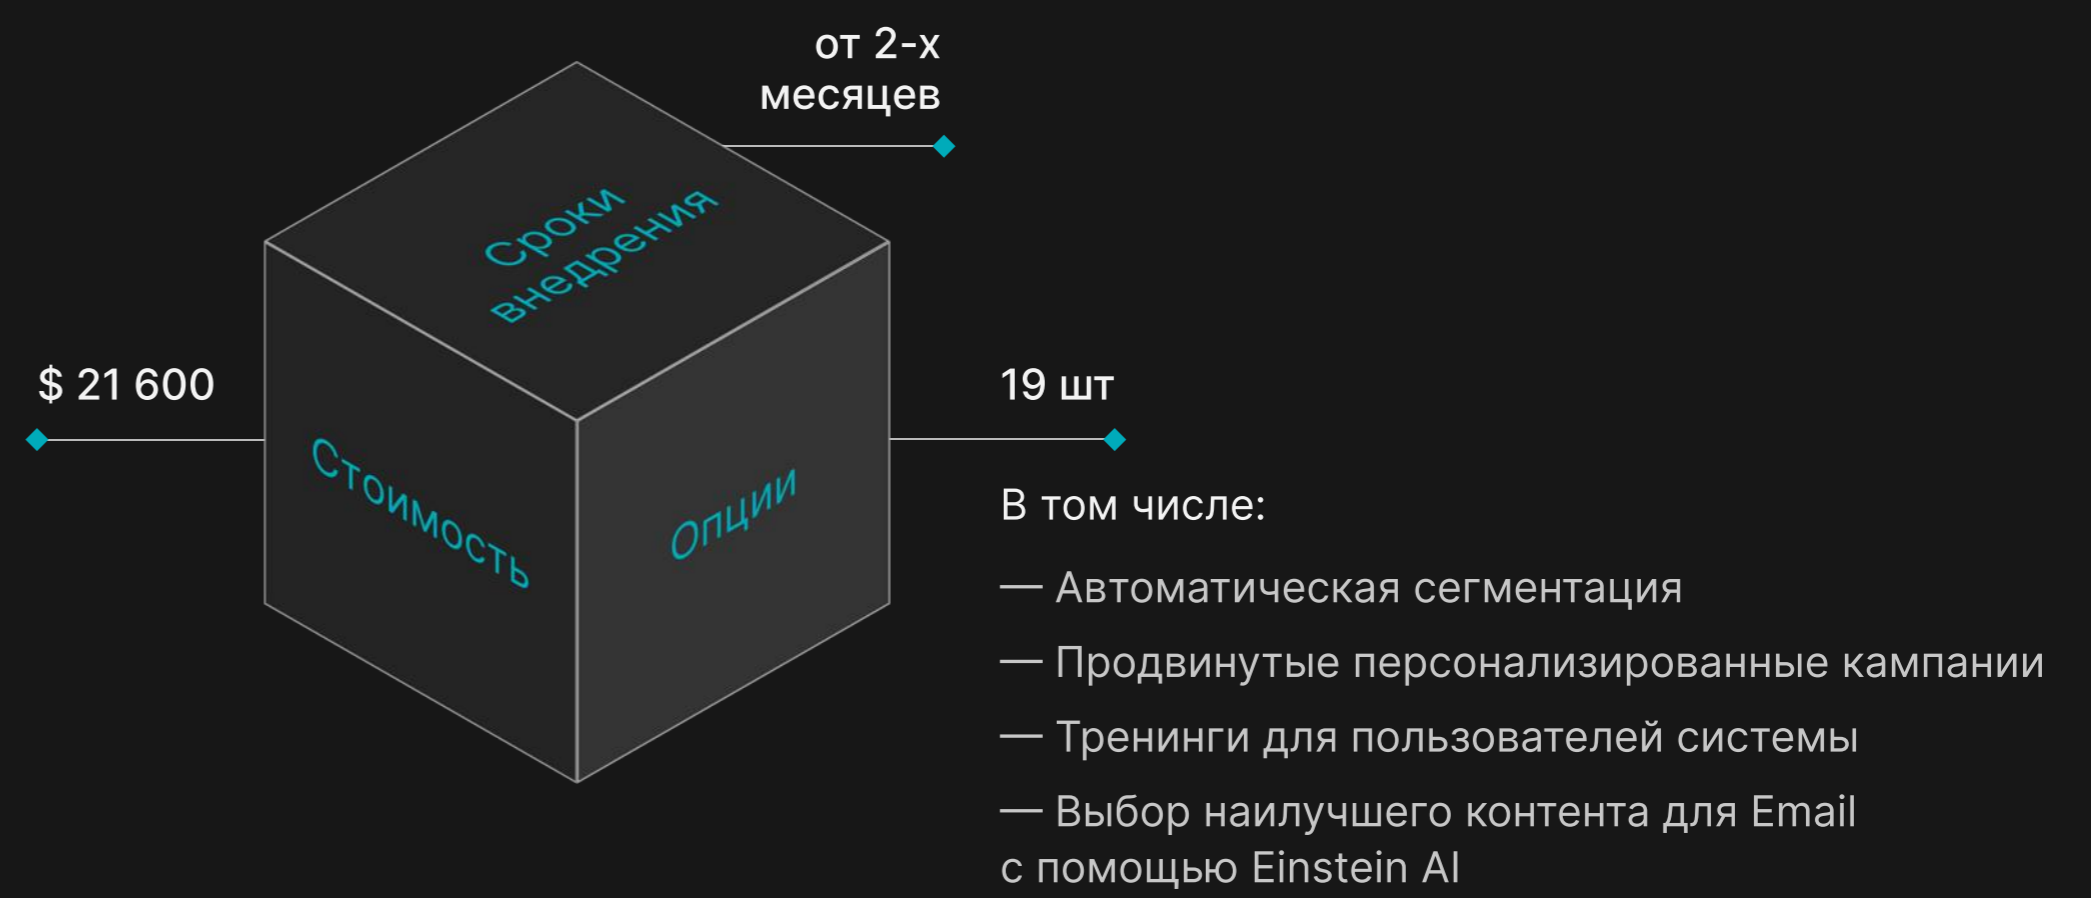 от 2-х
месяцев
Сроки
внедрения
$ 21 600
Стоимость
Опции
19 шт
В том числе:
— Автоматическая сегментация
— Продвинутые персонализированные кампании
— Тренинги для пользователей системы
— Выбор наилучшего контента для Email
с помощью Einstein AI